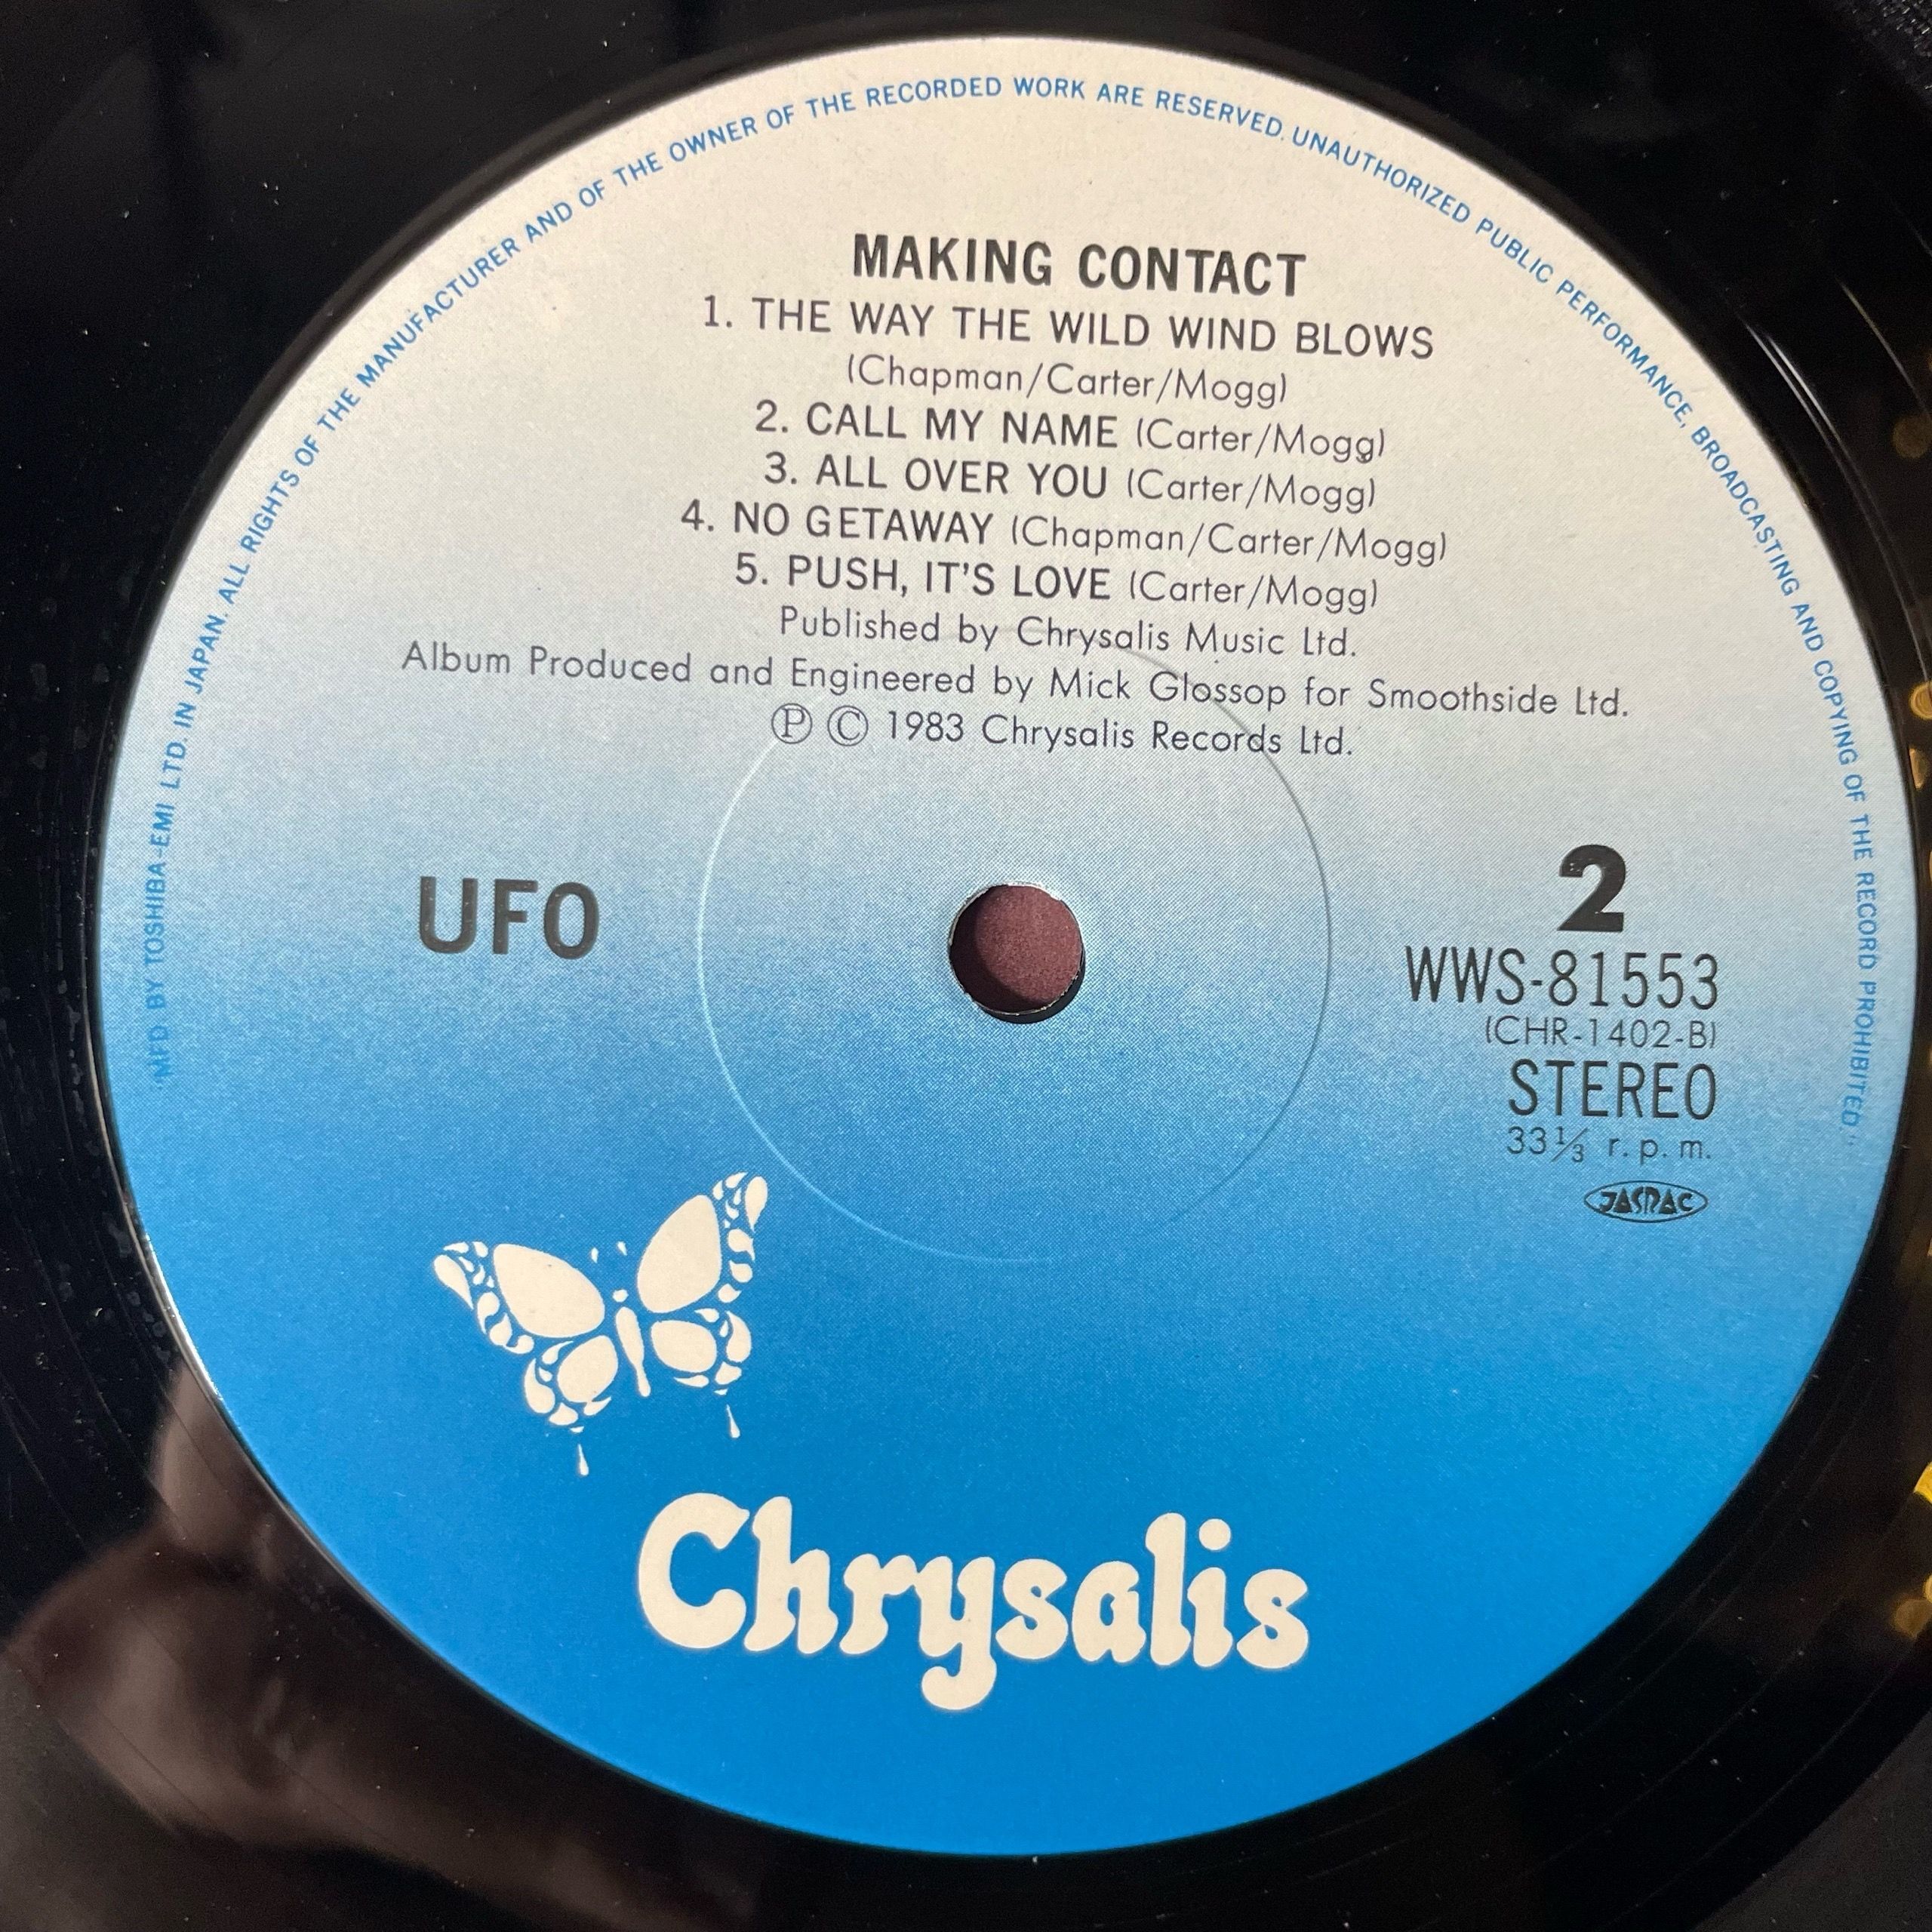 "MFD. BY TOSHIBA-EMI LTD. IN JAPAN. ALL RIGHTS OF THE MANUFACTURER AND OF THE OWNER OF THE RECORDED WORK ARE RESERVED. UNAUTHORIZED PUBLIC PERFORMANCE, BROADCASTING AND COPYING OF THE RECORD PROHIBITED."
MAKING CONTACT
1. THE WAY THE WILD WIND BLOWS
(Chapman/Carter/Mogg)
2. CALL MY NAME (Carter/Mogg)
3. ALL OVER YOU (Carter/Mogg)
4. NO GETAWAY (Chapman/Carter/Mogg)
5. PUSH, IT'S LOVE (Carter/Mogg)
Published by Chrysalis Music Ltd.
Album Produced and Engineered by Mick Glossop for Smoothside Ltd.
Ⓟ Ⓒ 1983 Chrysalis Records Ltd.
UFO
2
WWS-81553
(CHR-1402-B)
STEREO
33⅓ r.p.m.
JASRAC
Chrysalis